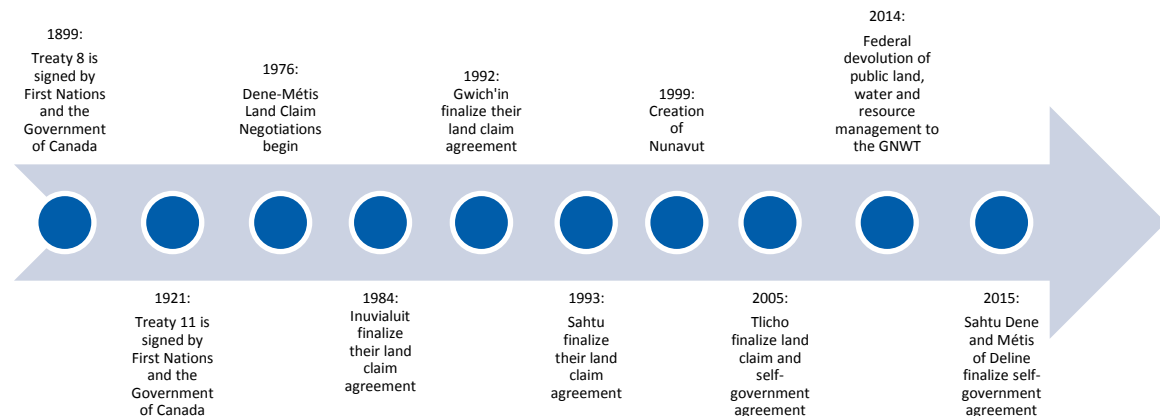 1899:
Treaty 8 is
signed by
First Nations
and the
Government
of Canada
1921:
Treaty 11 is
signed by
First Nations
and the
Government
of Canada
1976:
Dene-Métis
Land Claim
Negotiations
begin
1984:
Inuvialuit
finalize
their land
claim
agreement
1992:
Gwich'in
finalize their
land claim
agreement
1993:
Sahtu
finalize
their land
claim
agreement
1999:
Creation
of
Nunavut
2005:
Tlicho
finalize land
claim and
self-
government
agreement
2014:
Federal
devolution of
public land,
water and
resource
management to
the GNWT
2015:
Sahtu Dene
and Métis
of Deline
finalize self-
government
agreement